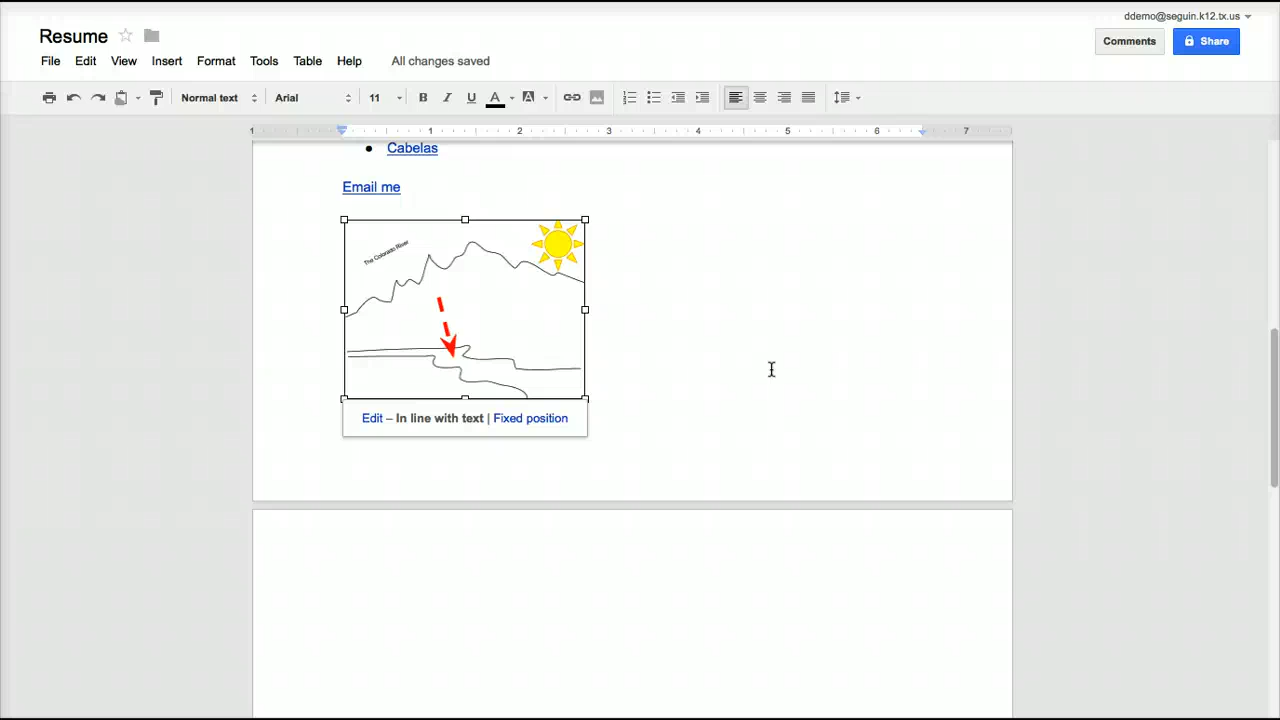 ddemo@seguin.k12.tx.us
Resume
Comments
Share
File Edit View Insert Format Tools Table Help All changes saved
Normal text Arial 11 B I U A A
1 1 2 3 4 5 6 7
Cabelas
Email me
The Colorado River
Edit – In line with text | Fixed position